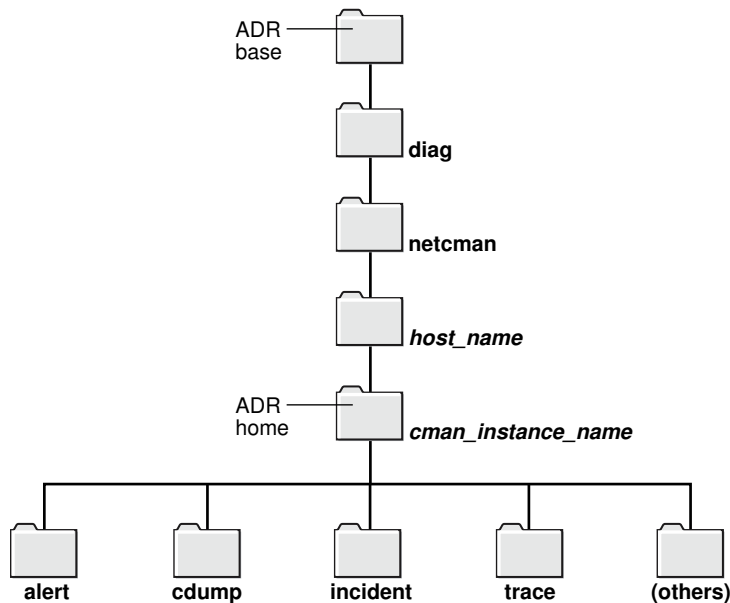 ADR
base
diag
netcman
host_name
ADR
home
cman_instance_name
alert
cdump
incident
trace
(others)